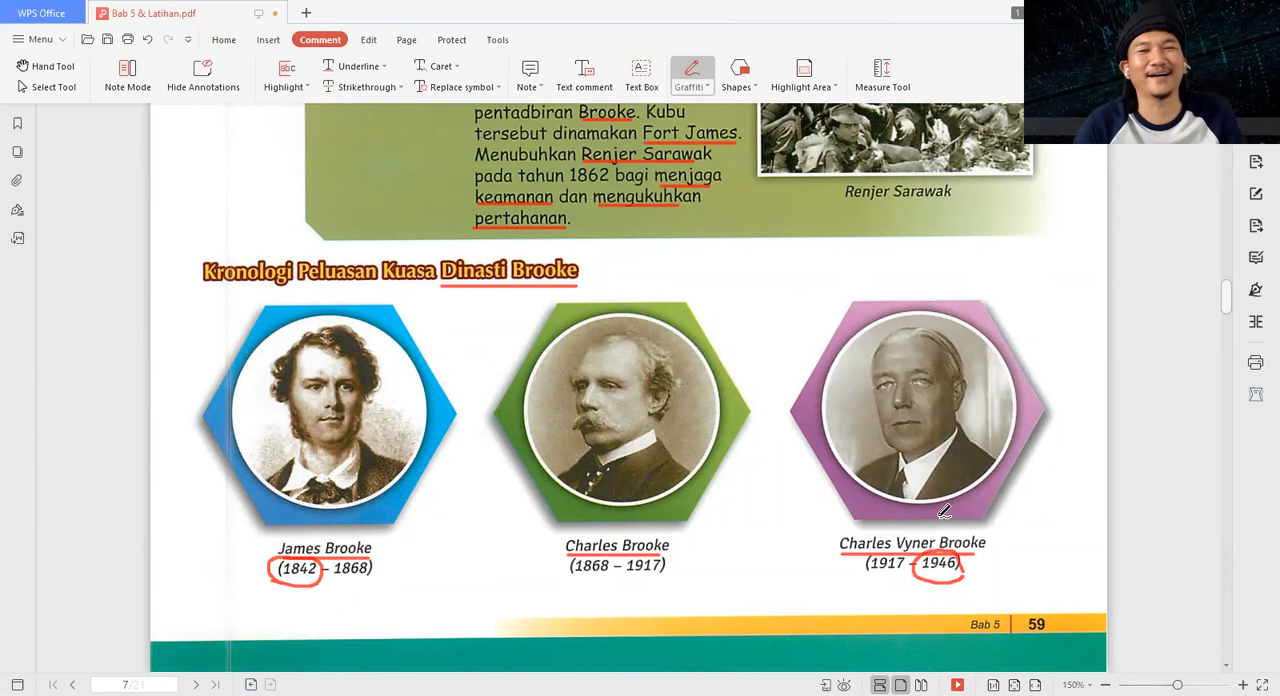 WPS Office
Bab 5 & Latihan.pdf
1
Menu
Home
Insert
Comment
Edit
Page
Protect
Tools
Hand Tool
Select Tool
Note Mode
Hide Annotations
abc
Highlight
Underline
Strikethrough
Caret
Replace symbol
Note
Text comment
Text Box
Graffiti
Shapes
Highlight Area
Measure Tool
pentadbiran Brooke. Kubu
tersebut dinamakan Fort James.
Menubuhkan Renjer Sarawak
pada tahun 1862 bagi menjaga
keamanan dan mengukuhkan
pertahanan.
Renjer Sarawak
Kronologi Peluasan Kuasa Dinasti Brooke
James Brooke
(1842 – 1868)
Charles Brooke
(1868 – 1917)
Charles Vyner Brooke
(1917 – 1946)
Bab 5
59
7/21
150%